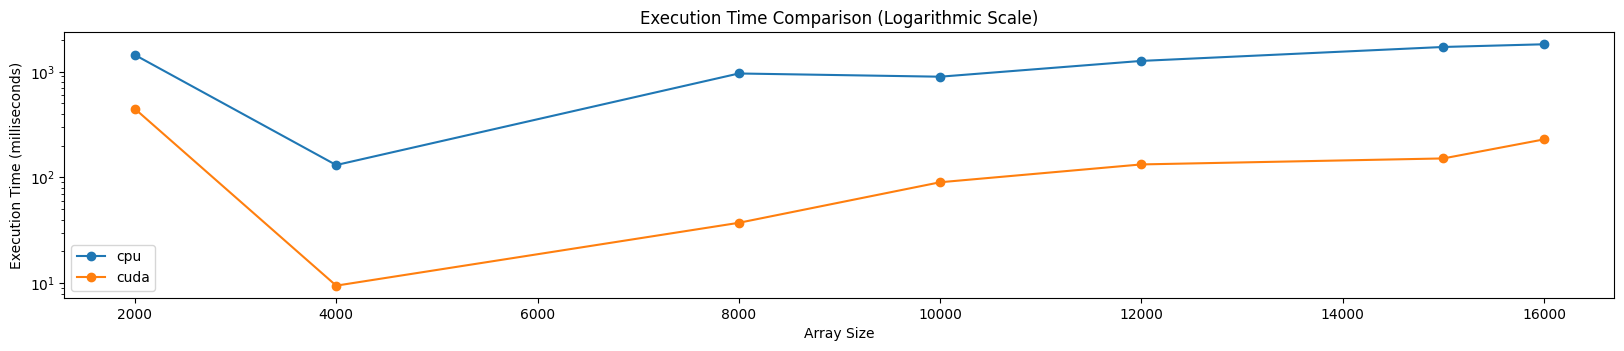 Execution Time Comparison (Logarithmic Scale)
Execution Time (milliseconds)
10³
10²
10¹
cpu
cuda
2000 4000 6000 8000 10000 12000 14000 16000
Array Size